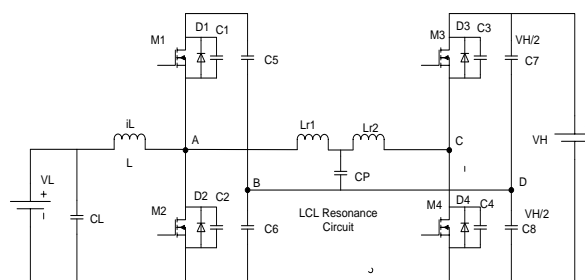 D1
C1
M1
C5
D3
C3
M3
VH/2
C7
iL
L
A
Lr1
Lr2
C
VH
VL
+
CL
CP
B
D
M2
D2
C2
C6
LCL Resonance
Circuit
M4
D4
C4
VH/2
C8